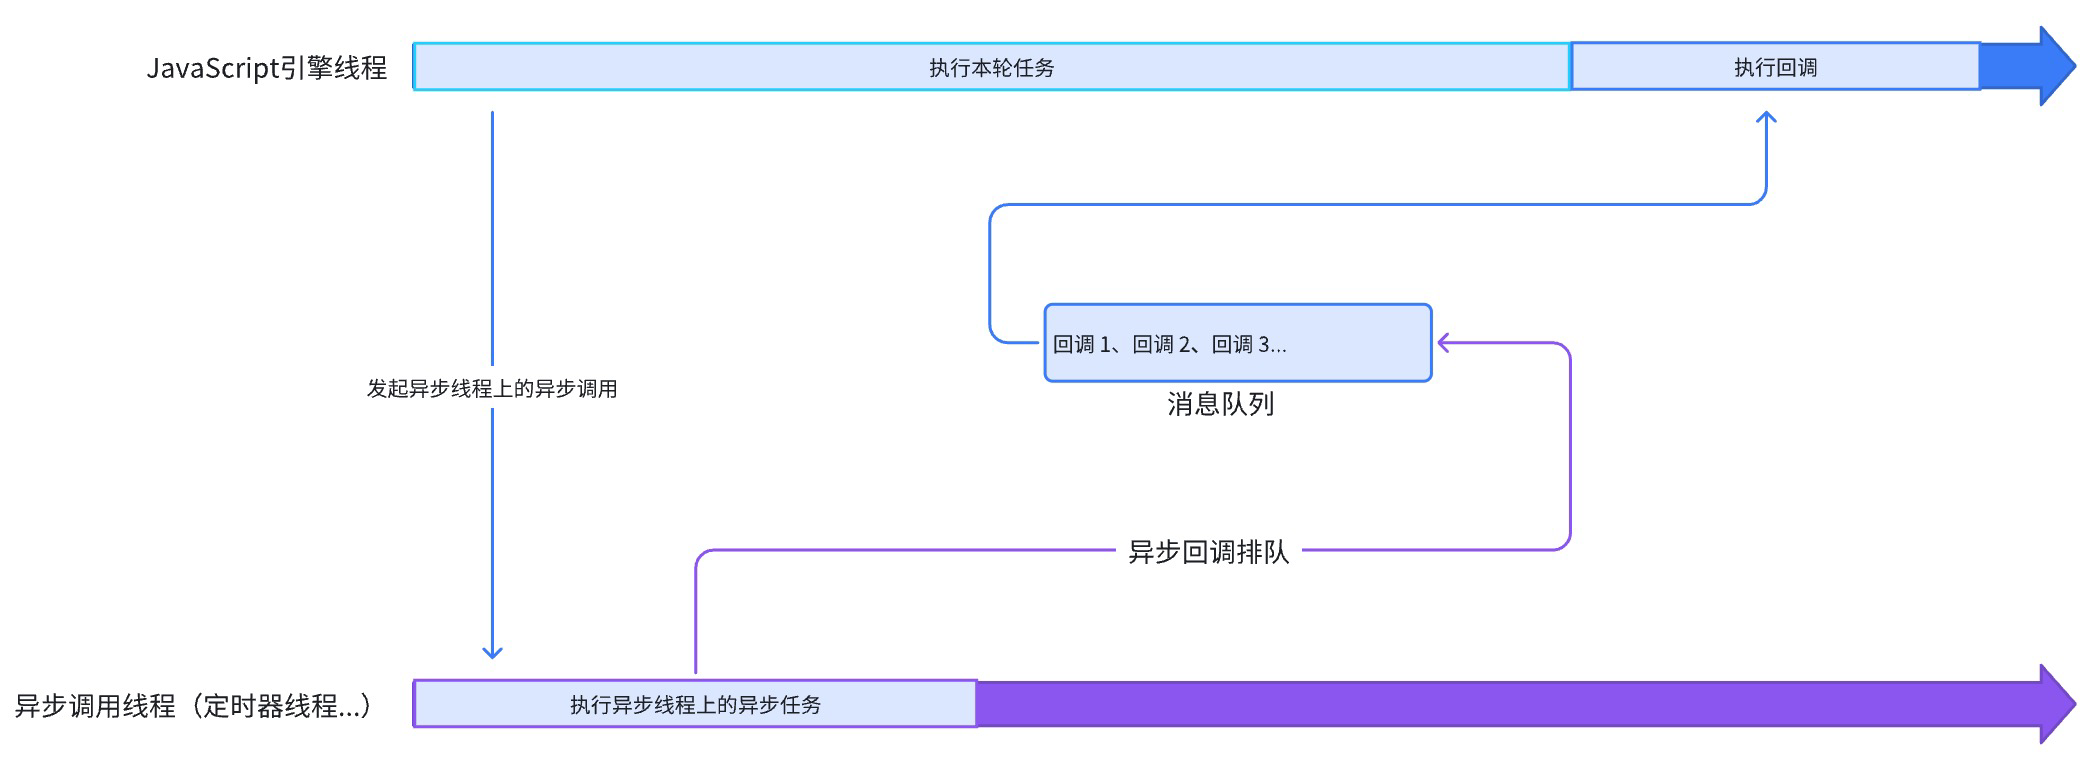 JavaScript引擎线程
执行本轮任务
执行回调
回调 1、回调 2、回调 3...
发起异步线程上的异步调用
消息队列
异步回调排队
异步调用线程（定时器线程...）
执行异步线程上的异步任务